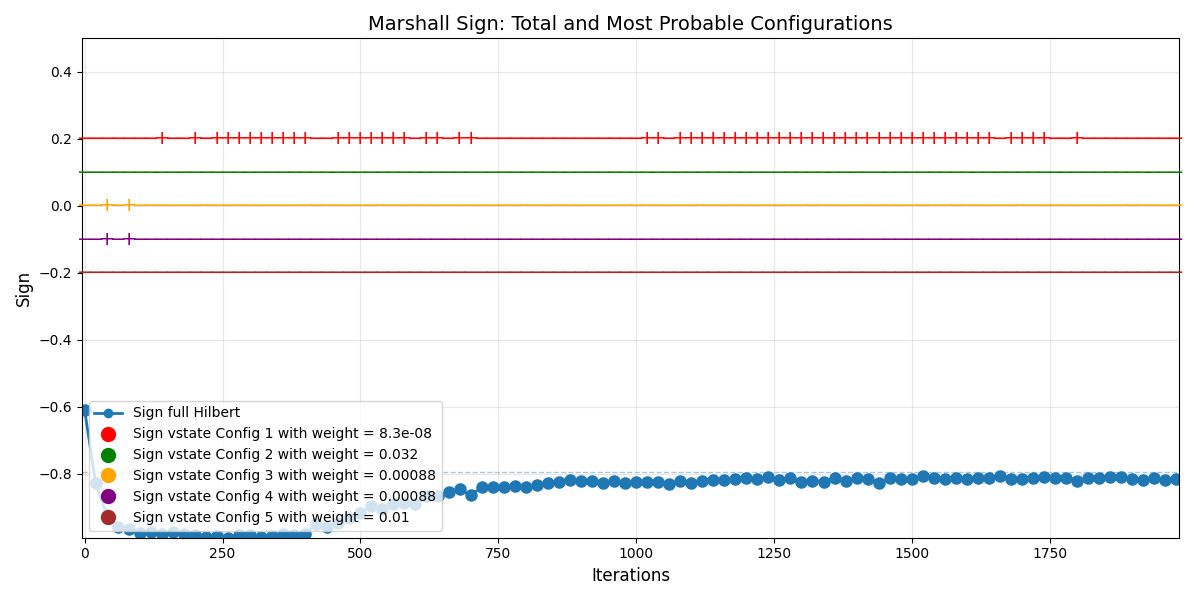 Marshall Sign: Total and Most Probable Configurations
0.4
0.2
0.0
−0.2
−0.4
−0.6
−0.8
Sign
Sign full Hilbert
Sign vstate Config 1 with weight = 8.3e-08
Sign vstate Config 2 with weight = 0.032
Sign vstate Config 3 with weight = 0.00088
Sign vstate Config 4 with weight = 0.00088
Sign vstate Config 5 with weight = 0.01
0 250 500 750 1000 1250 1500 1750
Iterations